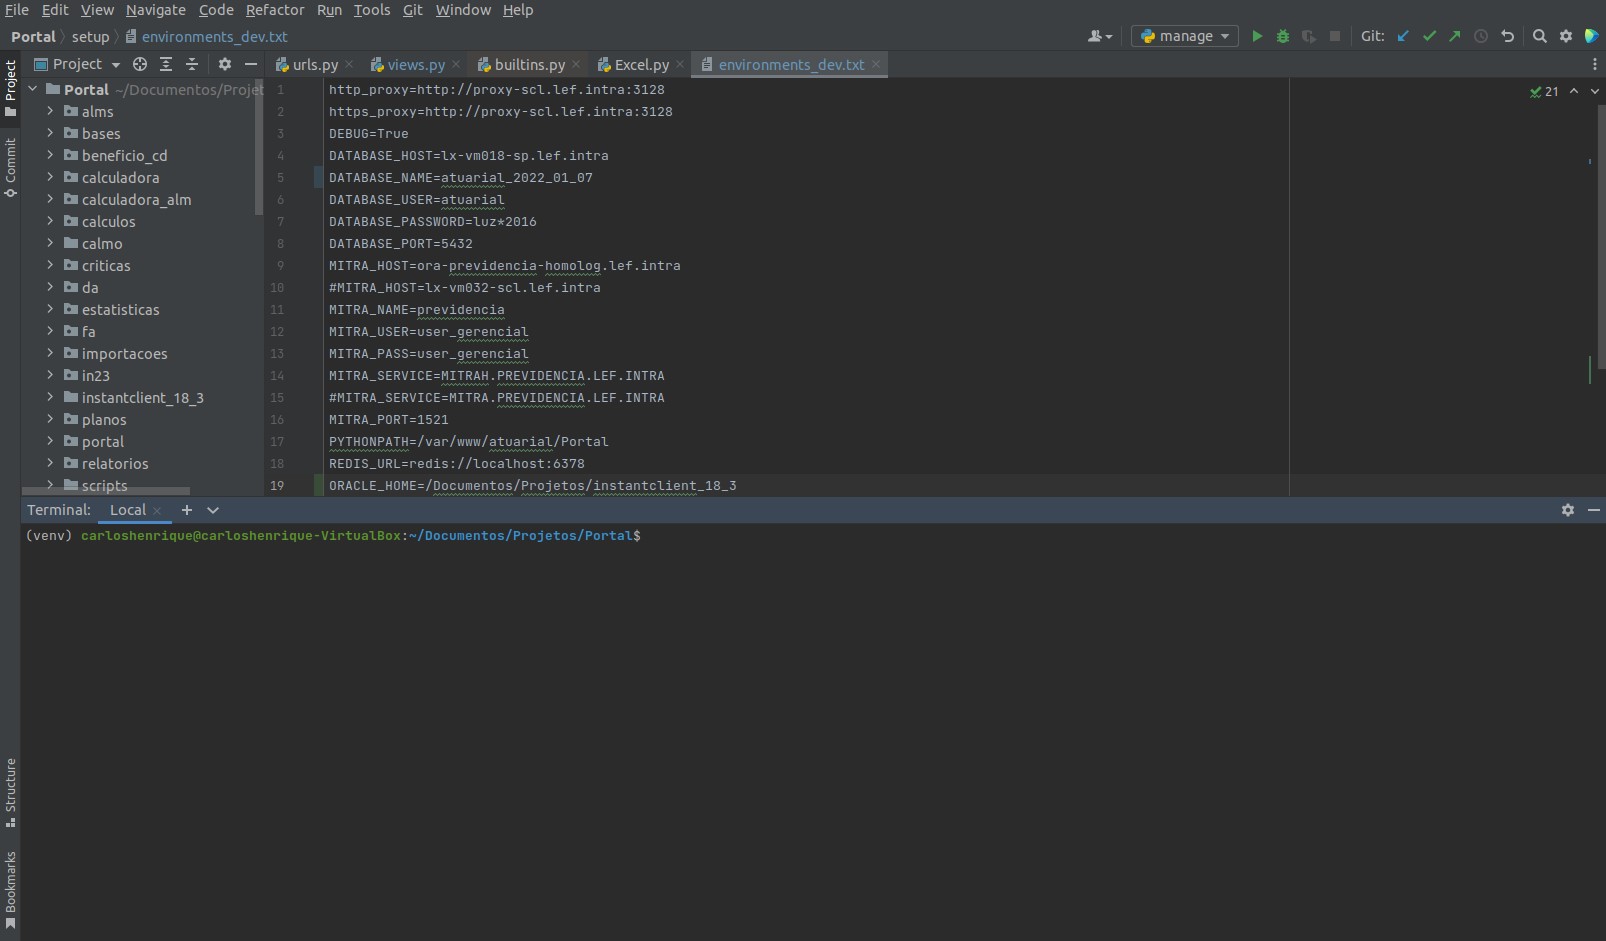 File Edit View Navigate Code Refactor Run Tools Git Window Help
Portal setup environments_dev.txt
manage Git:
Project urls.py views.py builtins.py Excel.py environments_dev.txt
Project
Commit
Structure
Bookmarks
Portal ~/Documentos/Projet
alms
bases
beneficio_cd
calculadora
calculadora_alm
calculos
calmo
criticas
da
estatisticas
fa
importacoes
in23
instantclient_18_3
planos
portal
relatorios
scripts
21
1 http_proxy=http://proxy-scl.lef.intra:3128
2 https_proxy=http://proxy-scl.lef.intra:3128
3 DEBUG=True
4 DATABASE_HOST=lx-vm018-sp.lef.intra
5 DATABASE_NAME=atuarial_2022_01_07
6 DATABASE_USER=atuarial
7 DATABASE_PASSWORD=luz*2016
8 DATABASE_PORT=5432
9 MITRA_HOST=ora-previdencia-homolog.lef.intra
10 #MITRA_HOST=lx-vm032-scl.lef.intra
11 MITRA_NAME=previdencia
12 MITRA_USER=user_gerencial
13 MITRA_PASS=user_gerencial
14 MITRA_SERVICE=MITRAH.PREVIDENCIA.LEF.INTRA
15 #MITRA_SERVICE=MITRA.PREVIDENCIA.LEF.INTRA
16 MITRA_PORT=1521
17 PYTHONPATH=/var/www/atuarial/Portal
18 REDIS_URL=redis://localhost:6378
19 ORACLE_HOME=/Documentos/Projetos/instantclient_18_3
Terminal: Local
(venv) carloshenrique@carloshenrique-VirtualBox:~/Documentos/Projetos/Portal$